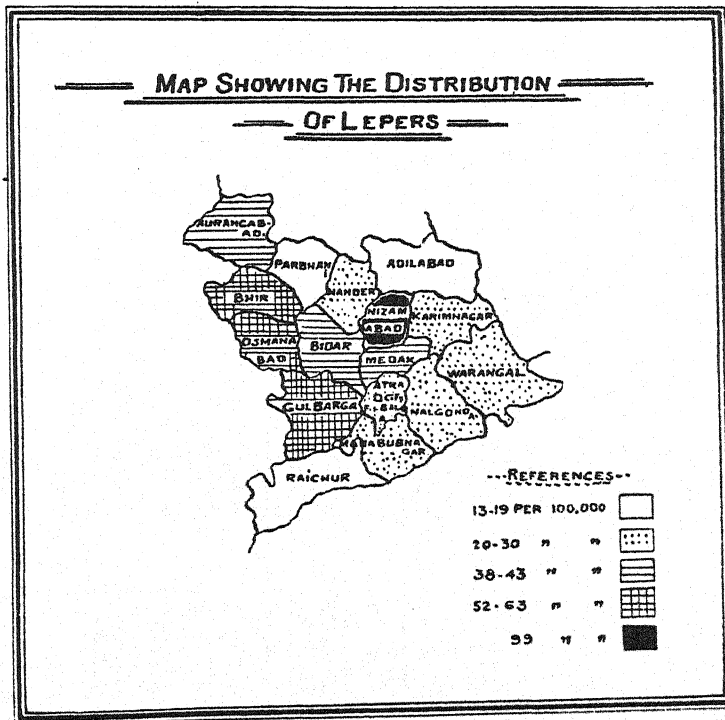 MAP SHOWING THE DISTRIBUTION
OF LEPERS
AURANGAB-
AD.
PARBHANI
NANDER
ADILABAD
BHIR
NIZAM
ABAD
KARIMNAGAR
OSMANA
BAD
BIDAR
MEDAK
WARANGAL
GULBARGA
ATRA
NALGONDA
MAHABUBNA
GAR
RAICHUR
---REFERENCES---
13-19 PER 100,000
20-30 " "
38-43 " "
52-63 " "
99 " "